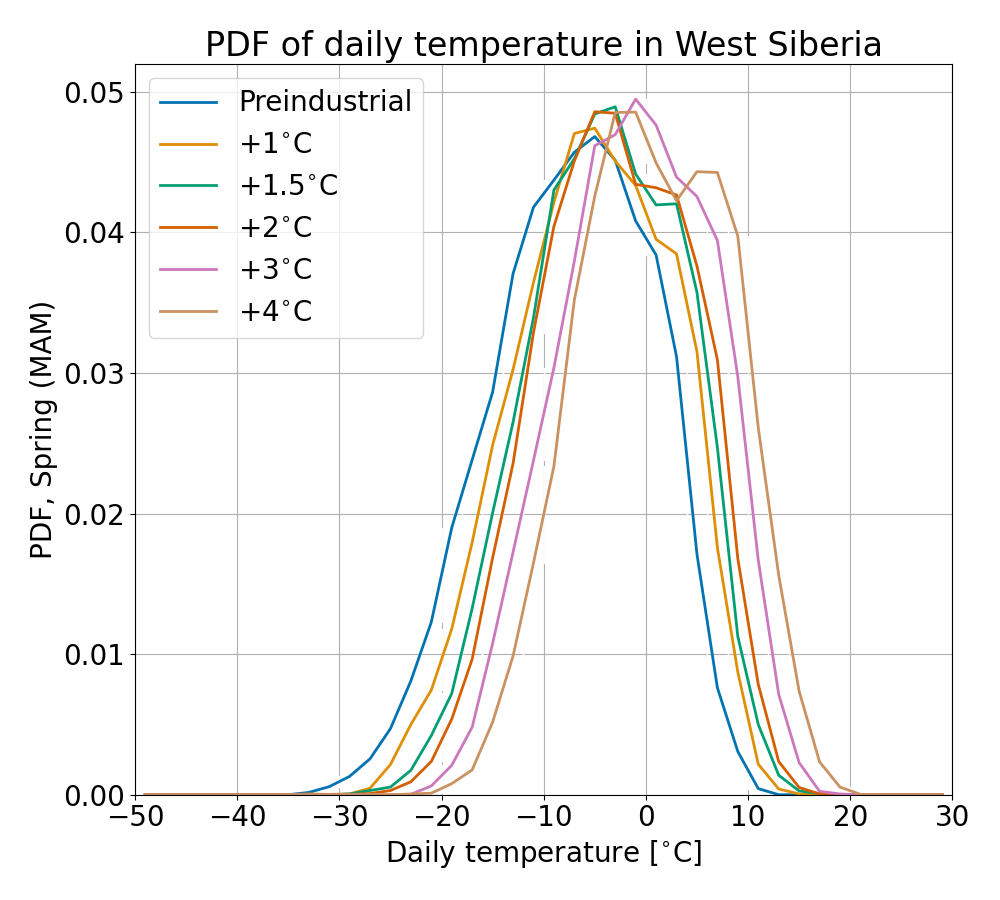 PDF of daily temperature in West Siberia
Preindustrial
+1°C
+1.5°C
+2°C
+3°C
+4°C
PDF, Spring (MAM)
0.05
0.04
0.03
0.02
0.01
0.00
−50 −40 −30 −20 −10 0 10 20 30
Daily temperature [°C]